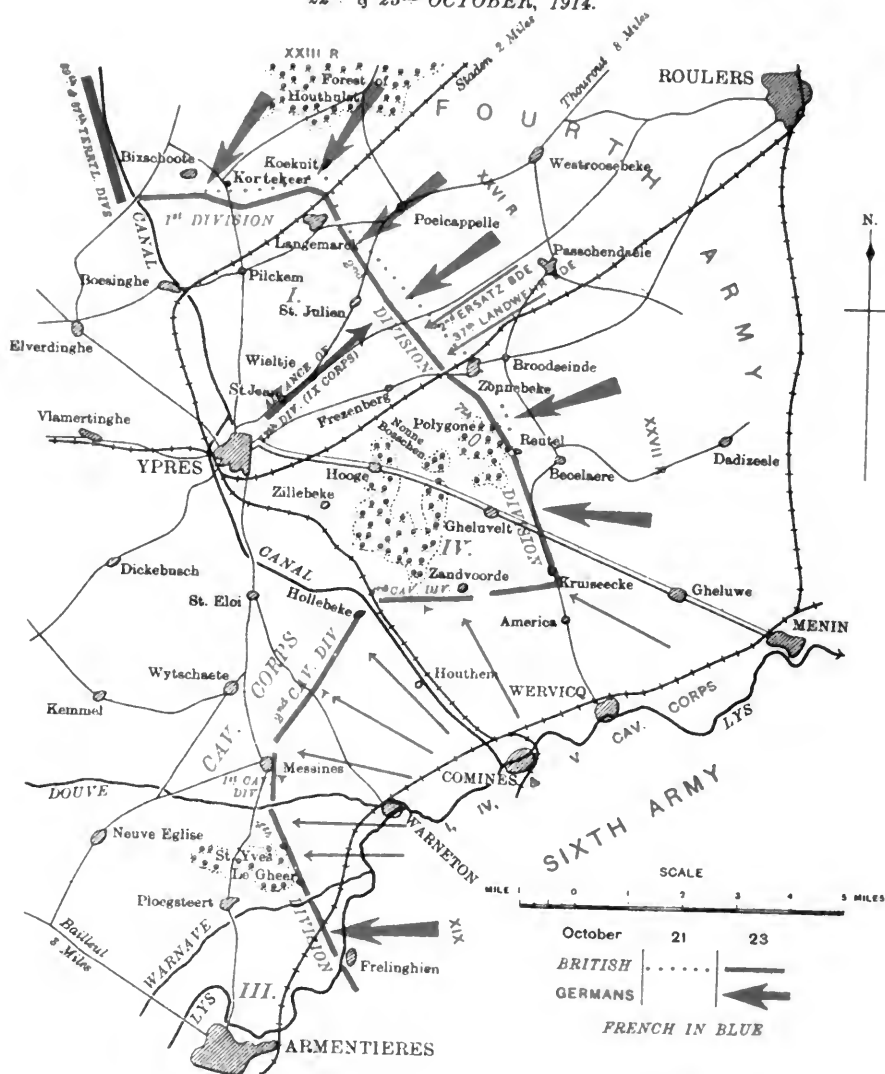 22nd & 23rd OCTOBER, 1914.
XXIII R
Forest of
Houthulst
Staden 2 Miles
Thourous 8 Miles
ROULERS
FOURTH
ARMY
89th & 87th TERRTL DIVS
Bixschoote
Koekuit
Kortekeer
Westroosebeke
XXVI R.
1st DIVISION
CANAL
Poelcappelle
Langemarck
2nd
DIVISION
Passchendaele
N.
Boesinghe
Pilckem
I.
St. Julien
2nd ERSATZ BDE
37th LANDWEHR BDE
Elverdinghe
Wieltje
St. Jean
ADVANCE OF
17th DIV. (IX CORPS)
Broodseinde
Zonnebeke
Frezenberg
Vlamertinghe
7th
Polygone
Nonne
Bosschen
Reutel
XXVII R.
Dadizeele
YPRES
Hooge
Becelaere
Zillebeke
DIVISION
Gheluvelt
IV.
CANAL
Dickebusch
Zandvoorde
Kruiseecke
Gheluwe
St. Eloi
Hollebeke
3rd CAV. DIV.
America
MENIN
CAV. CORPS
2nd CAV. DIV
Wytschaete
Houthem
WERVICQ
Kemmel
LYS
I, IV, & V CAV. CORPS
COMINES
Messines
1st CAV.
DIV.
DOUVE
WARNETON
SIXTH ARMY
Neuve Eglise
4th
St. Yves
Le Gheer
DIVISION
Ploegsteert
SCALE
MILE 1 0 1 2 3 4 5 MILES
Bailleul
8 Miles
WARNAVE
XIX
Frelinghien
October 21 23
BRITISH
GERMANS
FRENCH IN BLUE
III.
LYS
ARMENTIERES